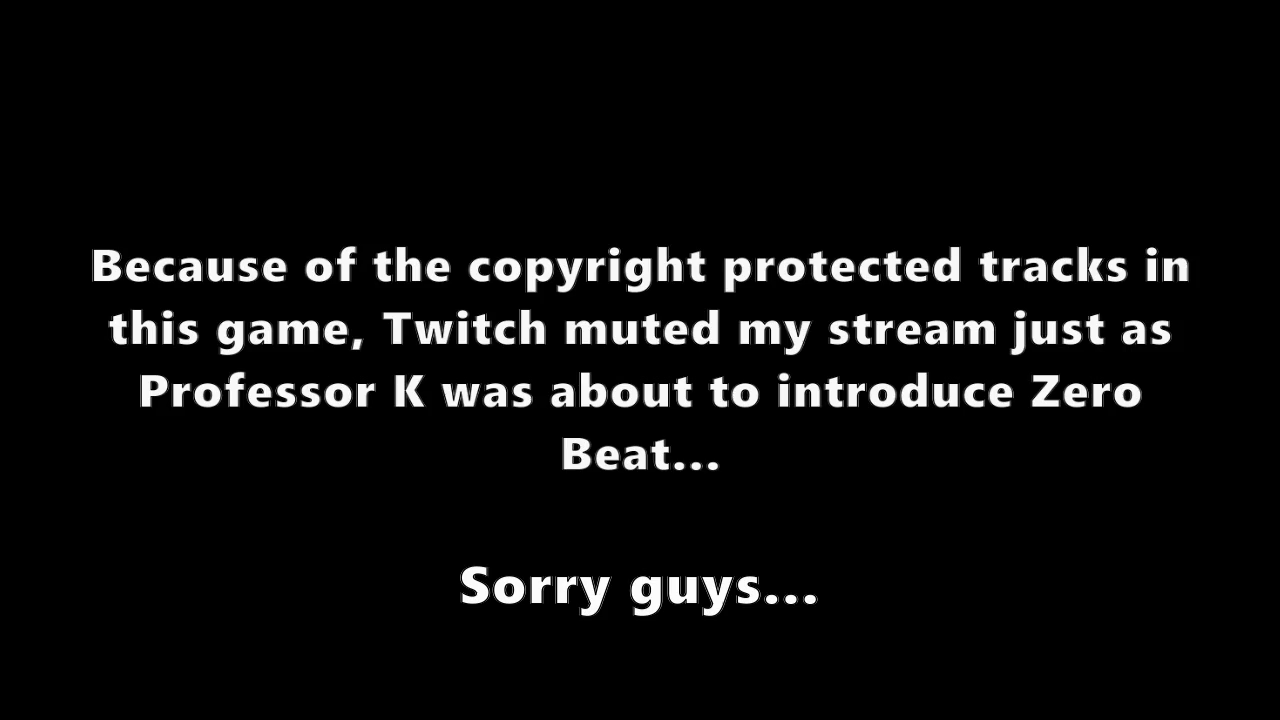 Because of the copyright protected tracks in
this game, Twitch muted my stream just as
Professor K was about to introduce Zero
Beat...
Sorry guys...